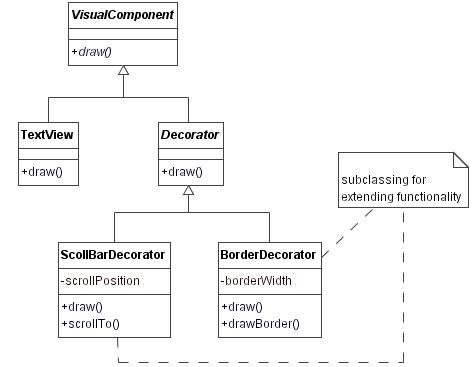 VisualComponent
+draw()
TextView
+draw()
Decorator
+draw()
subclassing for
extending functionality
ScollBarDecorator
-scrollPosition
+draw()
+scrollTo()
BorderDecorator
-borderWidth
+draw()
+drawBorder()